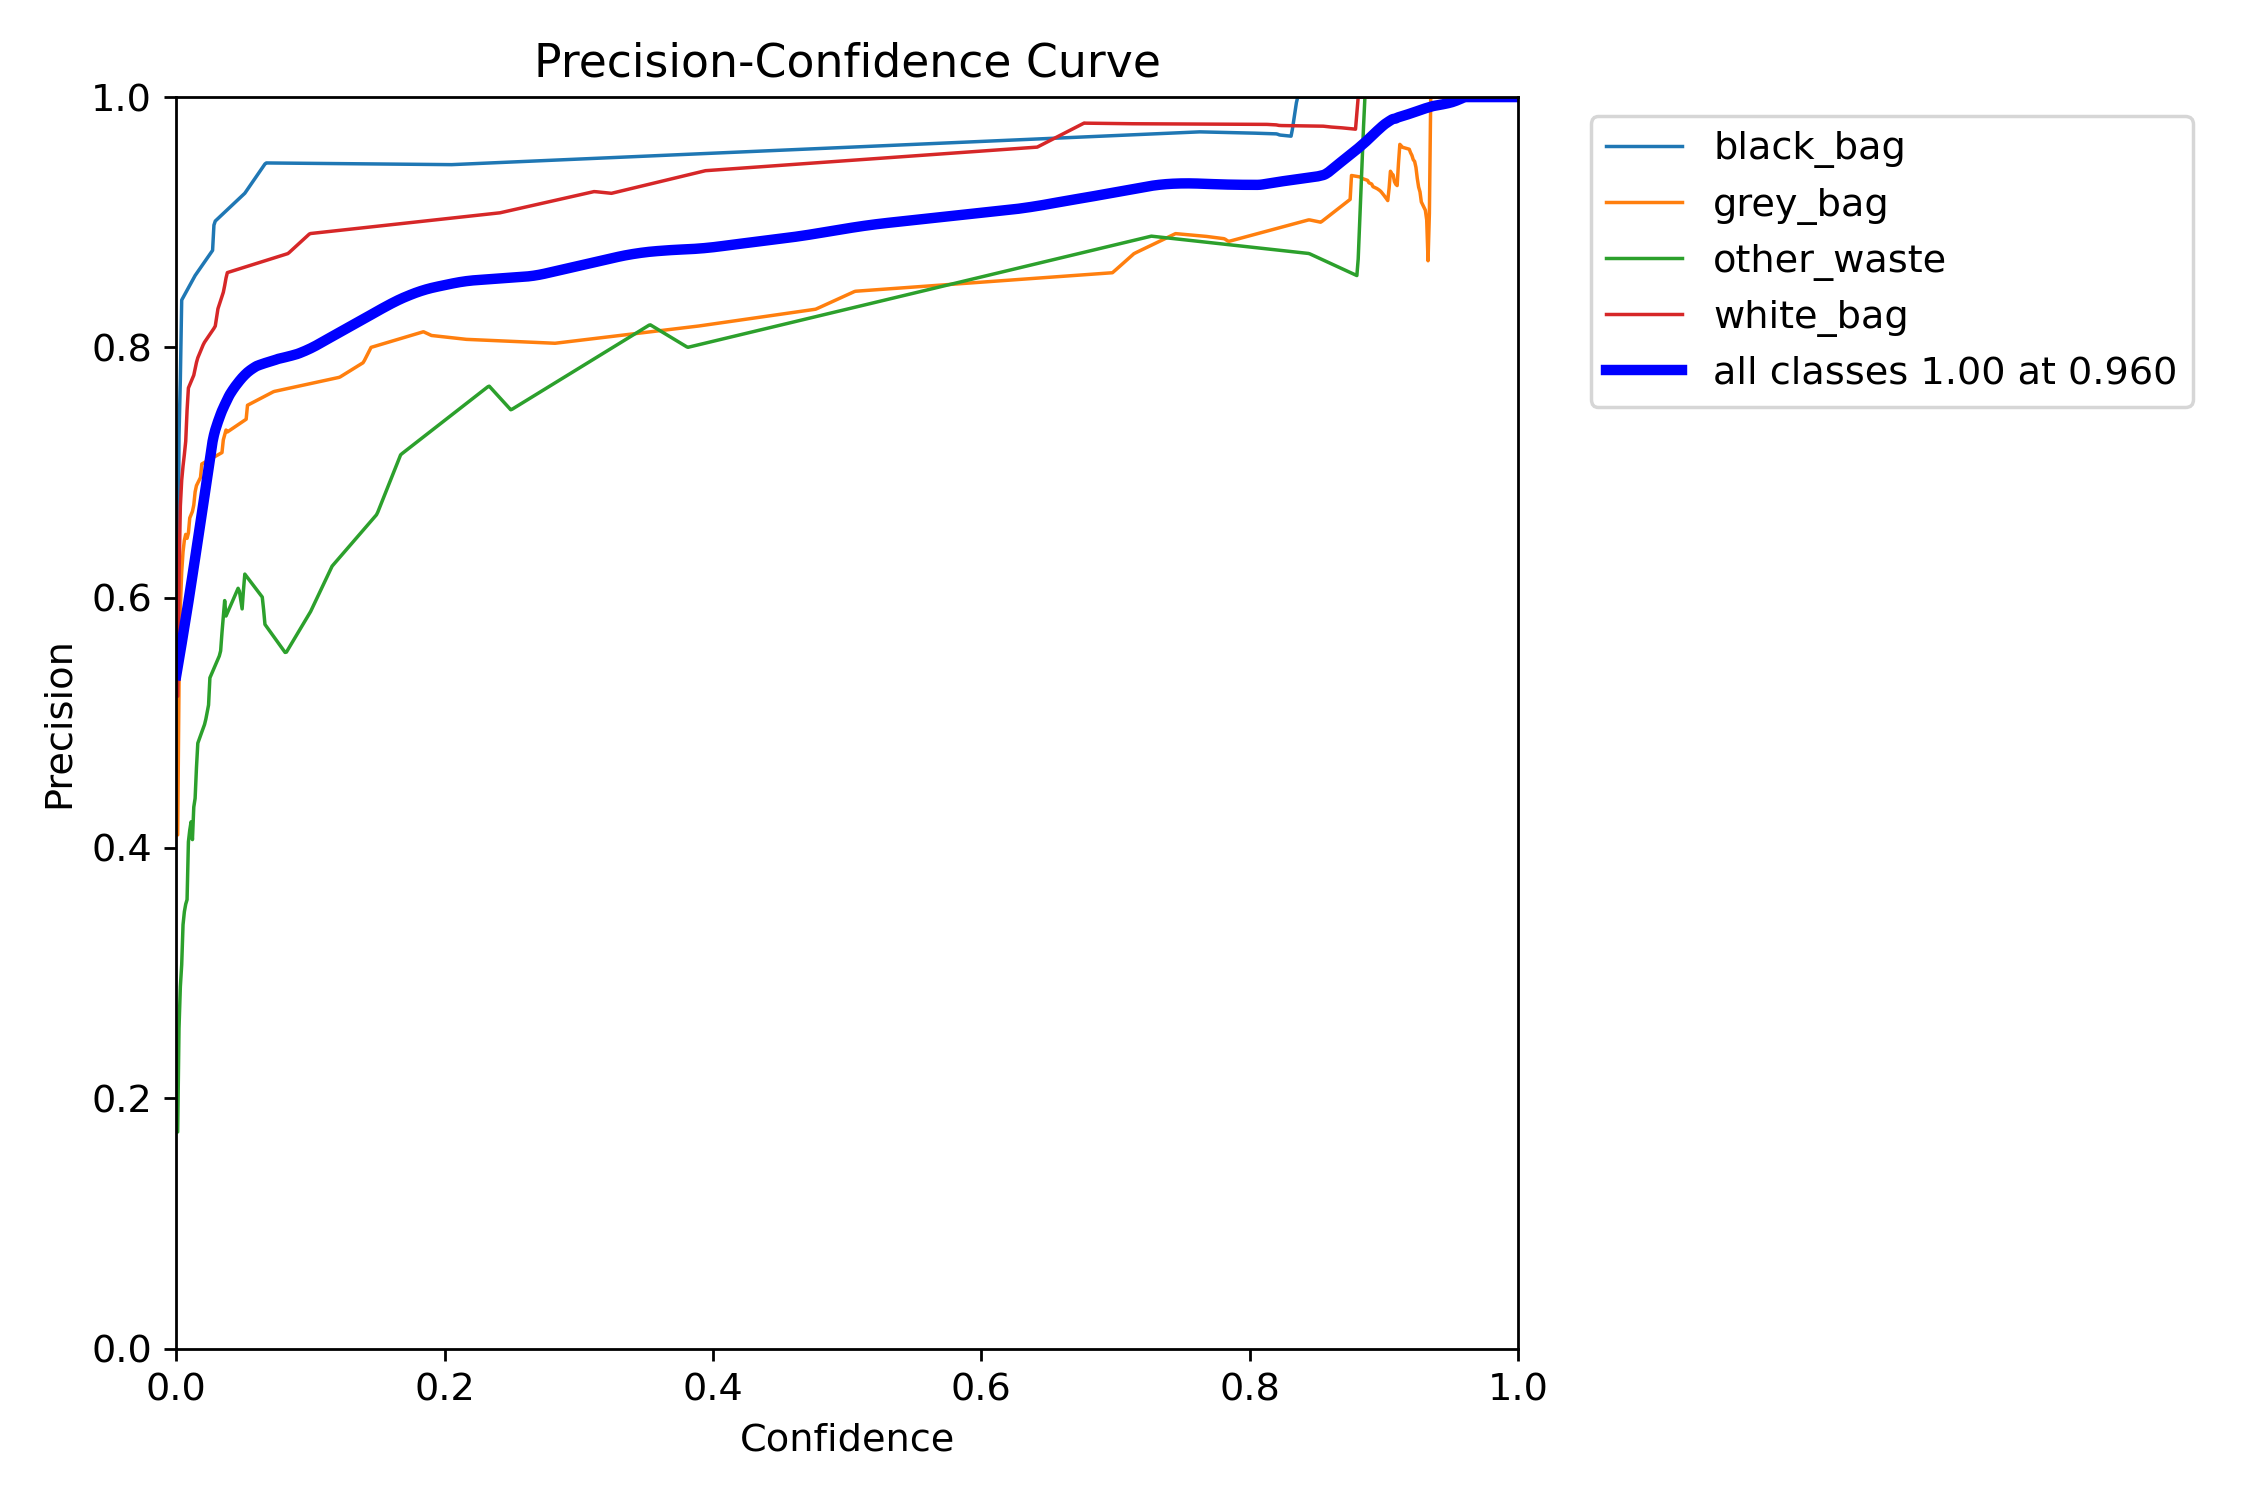 Precision-Confidence Curve
1.0
0.8
0.6
0.4
0.2
0.0
Precision
0.0 0.2 0.4 0.6 0.8 1.0
Confidence
black_bag
grey_bag
other_waste
white_bag
all classes 1.00 at 0.960